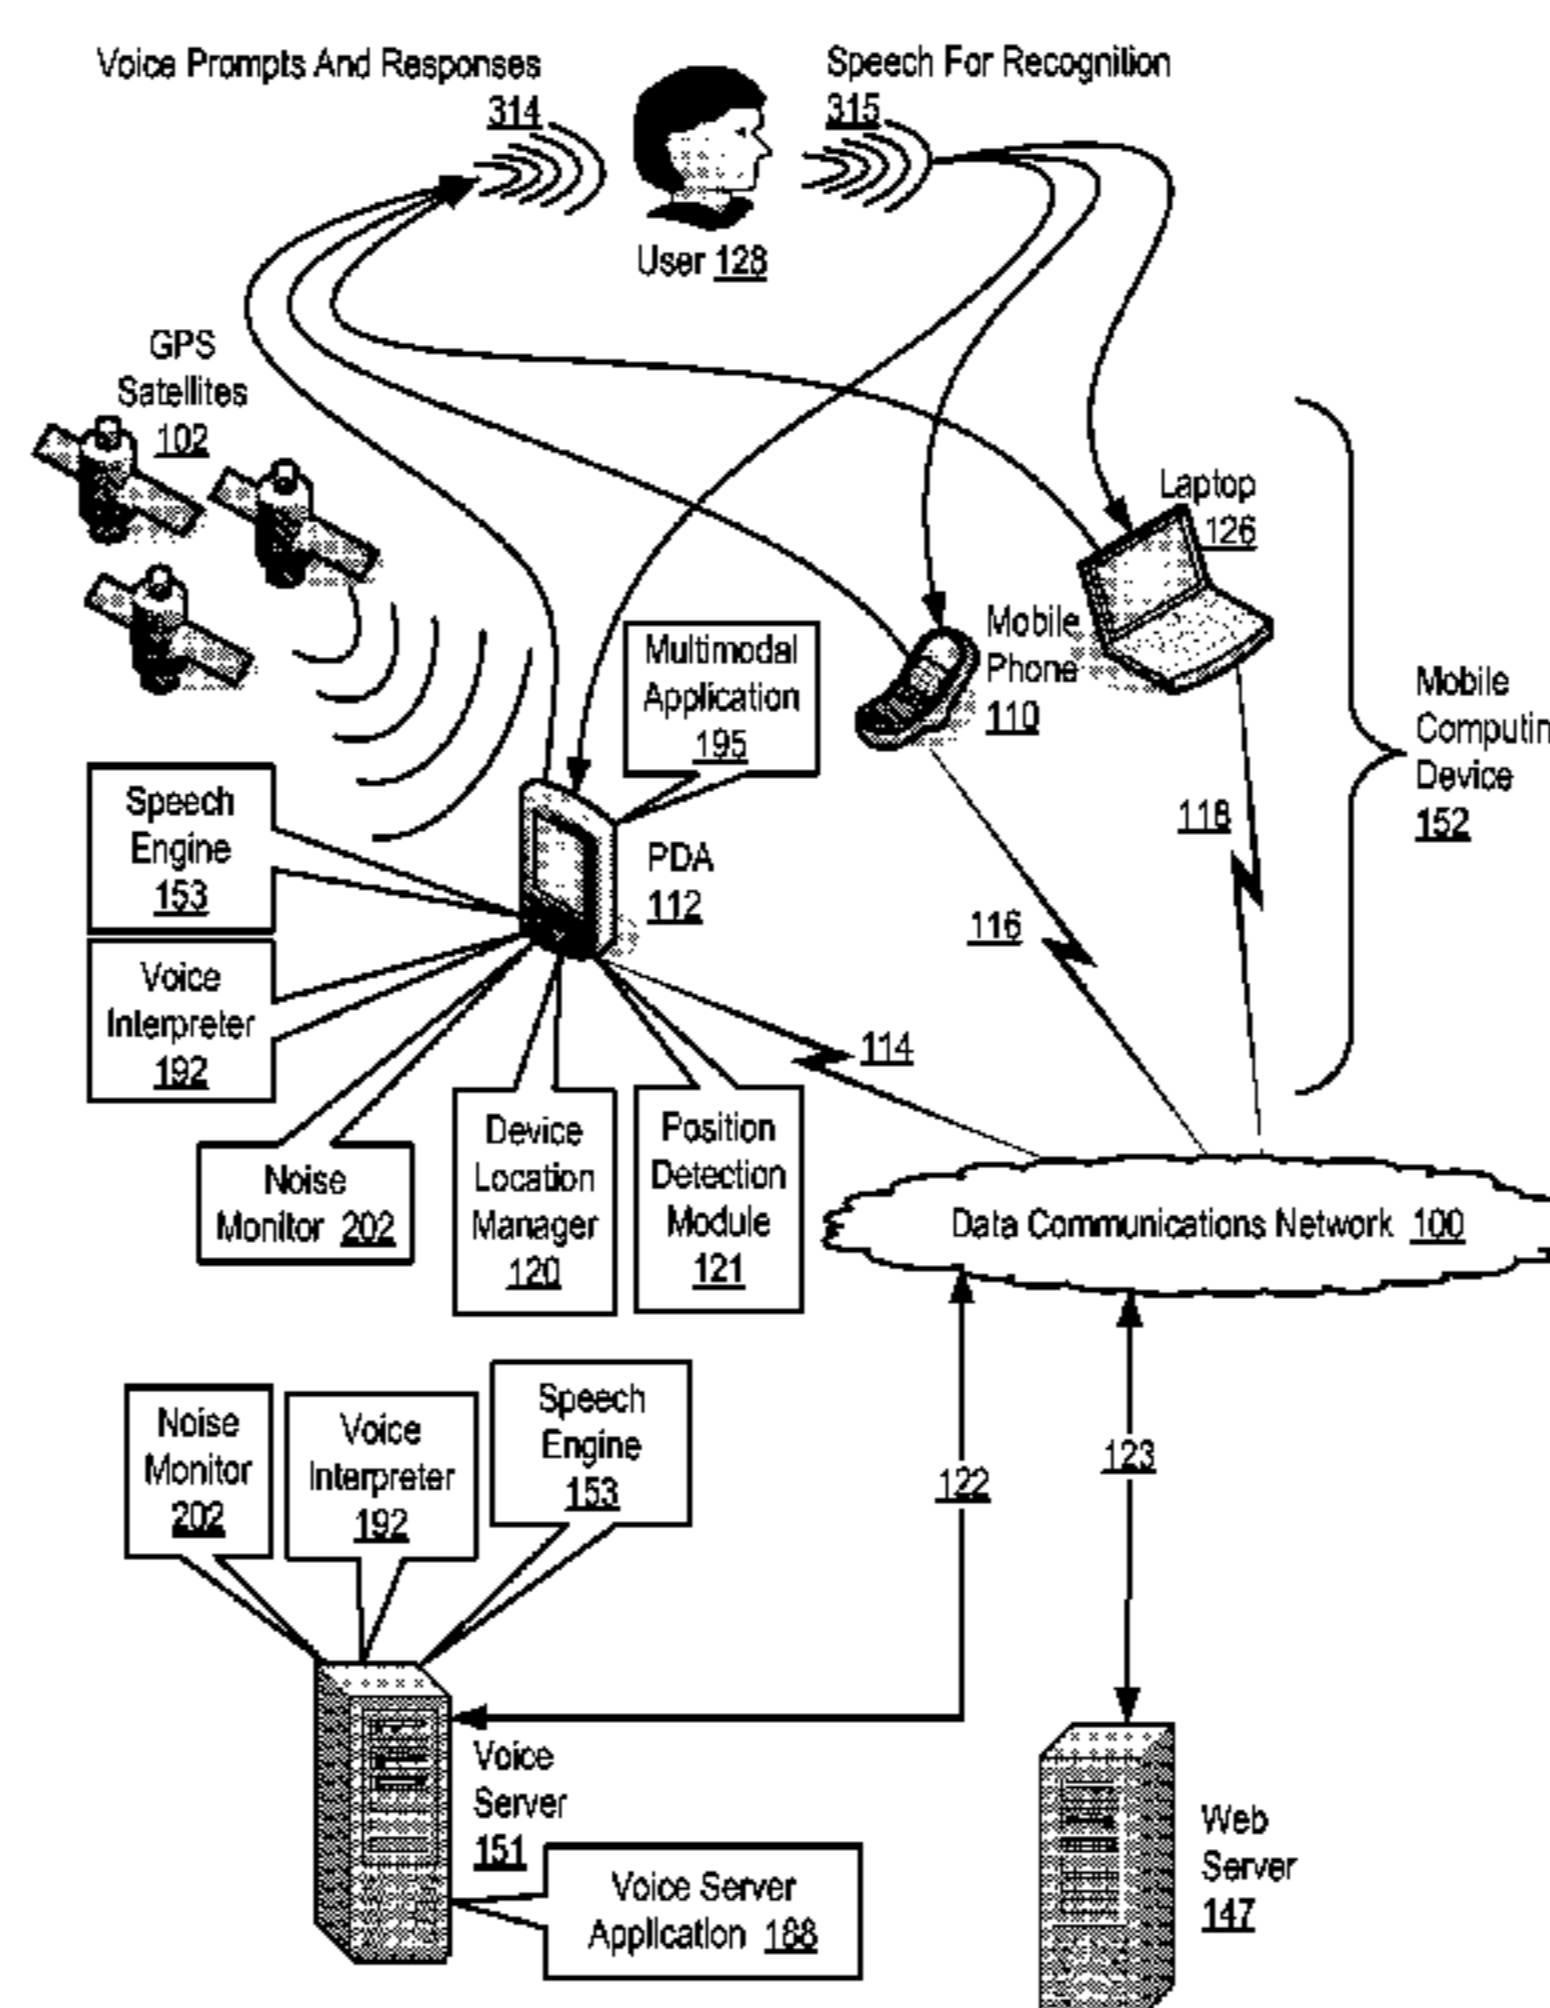 Voice Prompts And Responses
314
Speech For Recognition
315
User 128
GPS
Satellites
102
Laptop
126
Mobile
Phone
110
Multimodal
Application
195
Mobile
Computin
Device
152
Speech
Engine
153
PDA
112
118
116
Voice
Interpreter
192
114
Noise
Monitor 202
Device
Location
Manager
120
Position
Detection
Module
121
Data Communications Network 100
Noise
Monitor
202
Voice
Interpreter
192
Speech
Engine
153
122
123
Voice
Server
151
Voice Server
Application 188
Web
Server
147